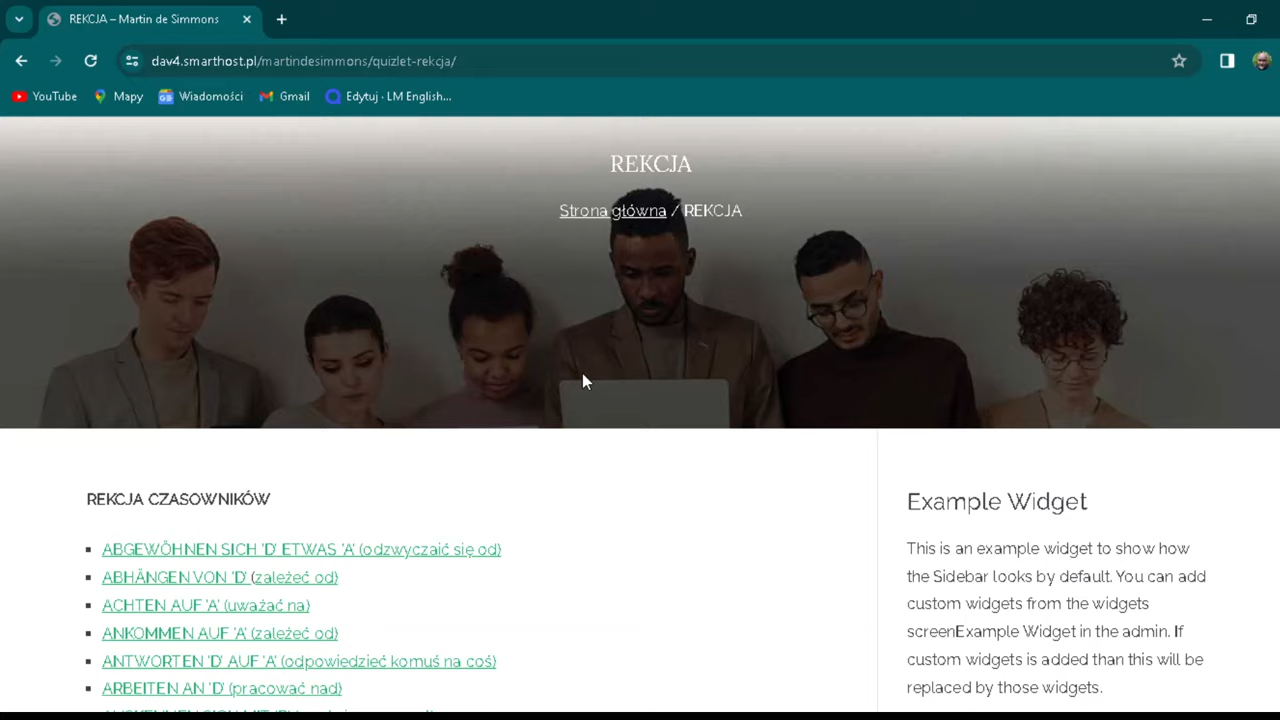 REKCJA – Martin de Simmons
dav4.smarthost.pl/martindesimmons/quizlet-rekcja/
YouTube Mapy Wiadomości Gmail Edytuj · LM English...
REKCJA
Strona główna / REKCJA
REKCJA CZASOWNIKÓW
ABGEWÖHNEN SICH 'D' ETWAS 'A' (odzwyczaić się od)
ABHÄNGEN VON 'D' (zależeć od)
ACHTEN AUF 'A' (uważać na)
ANKOMMEN AUF 'A' (zależeć od)
ANTWORTEN 'D' AUF 'A' (odpowiedzieć komuś na coś)
ARBEITEN AN 'D' (pracować nad)
Example Widget
This is an example widget to show how
the Sidebar looks by default. You can add
custom widgets from the widgets
screenExample Widget in the admin. If
custom widgets is added than this will be
replaced by those widgets.